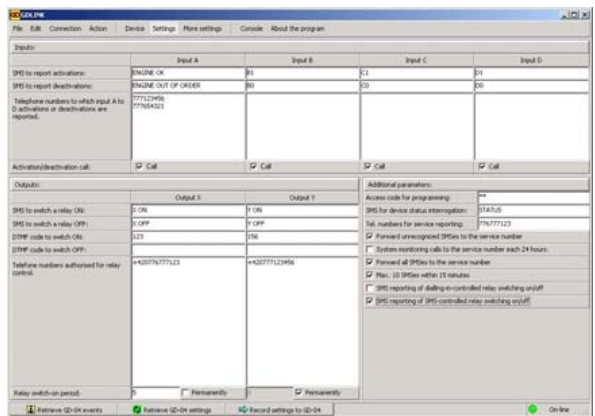 GDLINK
File Edit Connection Action Device Settings More settings Console About the program
Inputs:
Input A Input B Input C Input D
SMS to report activations: ENGINE OK B1 C1 D1
SMS to report deactivations: ENGINE OUT OF ORDER B0 C0 D0
Telephone numbers to which input A to D activations or deactivations are reported.
777123456
777654321
Activation/deactivation call: Call Call Call Call
Outputs:
Output X Output Y
SMS to switch a relay ON: X ON Y ON
SMS to switch a relay OFF: X OFF Y OFF
DTMF code to switch ON: 123 156
DTMF code to switch OFF:
Telefone numbers authorised for relay control. +420776777123 +420777123456
Relay switch-on period: 5 Permanently Permanently
Additional parameters:
Access code for programming: **
SMS for device status interrogation: STATUS
Tel. numbers for service reporting: 776777123
Forward unrecognized SMSes to the service number
System monitoring calls to the service number each 24 hours.
Forward all SMSes to the service number
Max. 10 SMSes within 15 minutes
SMS reporting of dialling-in-controlled relay switching on/off
SMS reporting of SMS-controlled relay switching on/off
Retrieve GD-04 events Retrieve GD-04 settings Record settings to GD-04 On-line